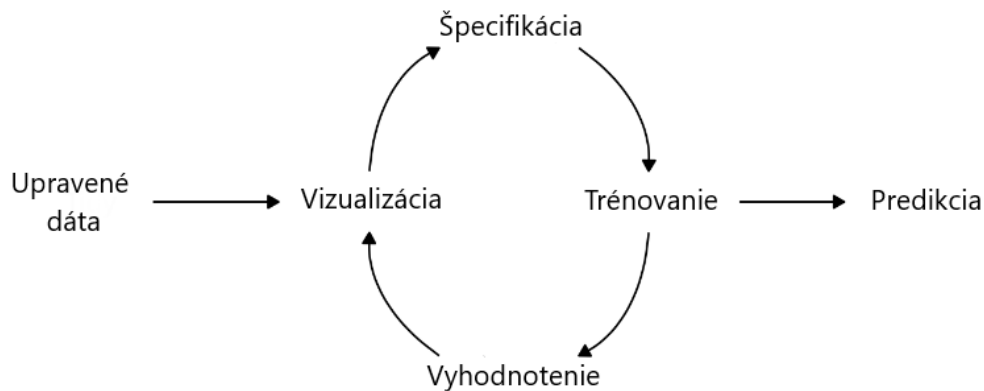 Špecifikácia
Upravené
dáta
Vizualizácia
Trénovanie
Predikcia
Vyhodnotenie